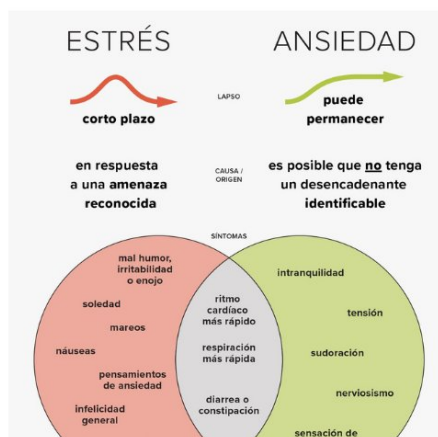 ESTRÉS
ANSIEDAD
LAPSO
corto plazo
puede
permanecer
en respuesta
a una amenaza
reconocida
CAUSA /
ORIGEN
es posible que no tenga
un desencadenante
identificable
SÍNTOMAS
mal humor,
irritabilidad
o enojo
soledad
mareos
náuseas
pensamientos
de ansiedad
infelicidad
general
ritmo
cardíaco
más rápido
respiración
más rápida
diarrea o
constipación
intranquilidad
tensión
sudoración
nerviosismo
sensación de